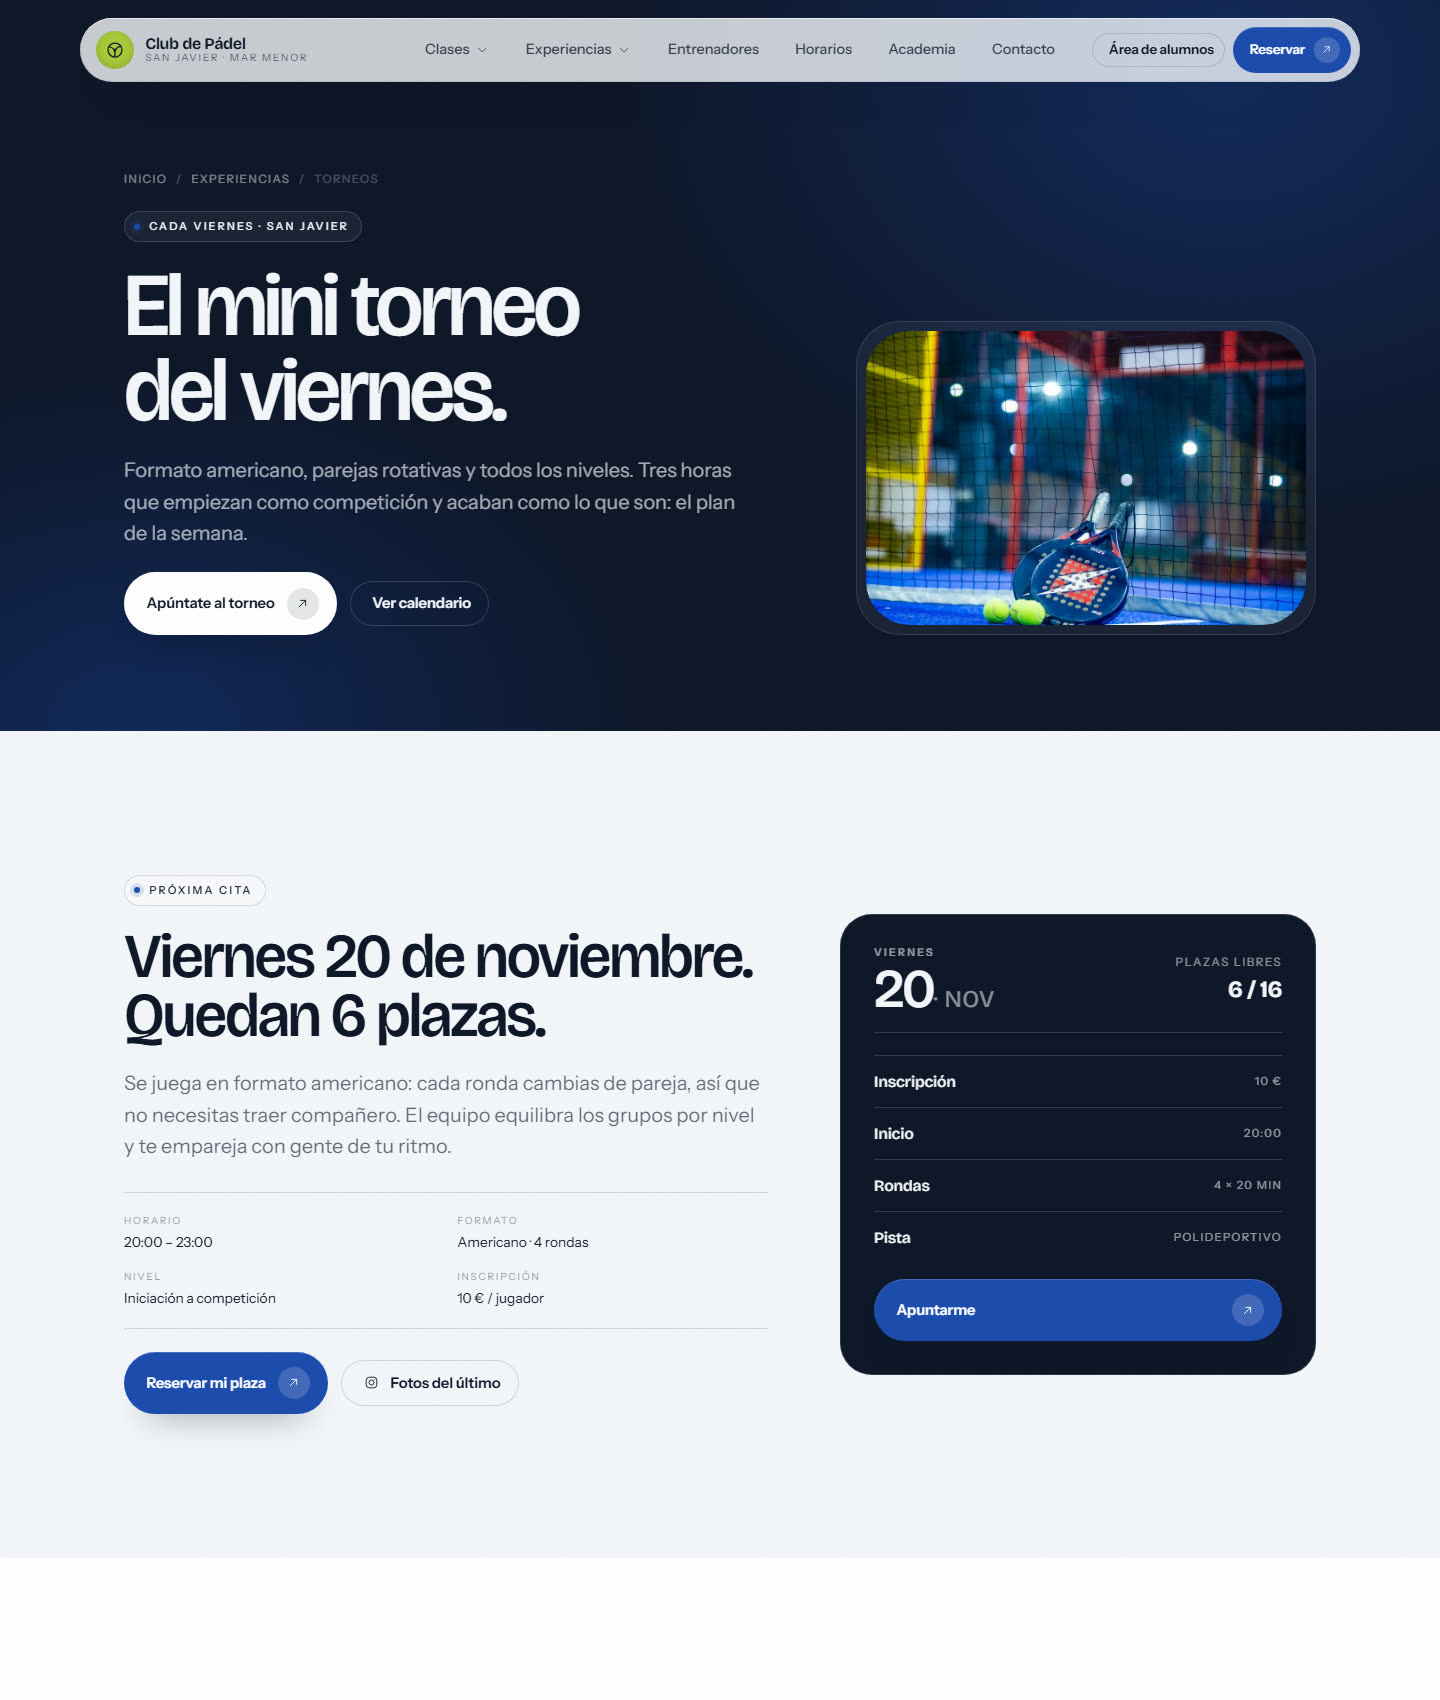 Club de Pádel
SAN JAVIER · MAR MENOR
Clases
Experiencias
Entrenadores
Horarios
Academia
Contacto
Área de alumnos
Reservar
INICIO / EXPERIENCIAS / TORNEOS
CADA VIERNES · SAN JAVIER
El mini torneo
del viernes.
Formato americano, parejas rotativas y todos los niveles. Tres horas
que empiezan como competición y acaban como lo que son: el plan
de la semana.
Apúntate al torneo
Ver calendario
PRÓXIMA CITA
Viernes 20 de noviembre.
Quedan 6 plazas.
Se juega en formato americano: cada ronda cambias de pareja, así que
no necesitas traer compañero. El equipo equilibra los grupos por nivel
y te empareja con gente de tu ritmo.
HORARIO
20:00 – 23:00
FORMATO
Americano · 4 rondas
NIVEL
Iniciación a competición
INSCRIPCIÓN
10 € / jugador
Reservar mi plaza
Fotos del último
VIERNES
20· NOV
PLAZAS LIBRES
6 / 16
Inscripción 10 €
Inicio 20:00
Rondas 4 × 20 MIN
Pista POLIDEPORTIVO
Apuntarme